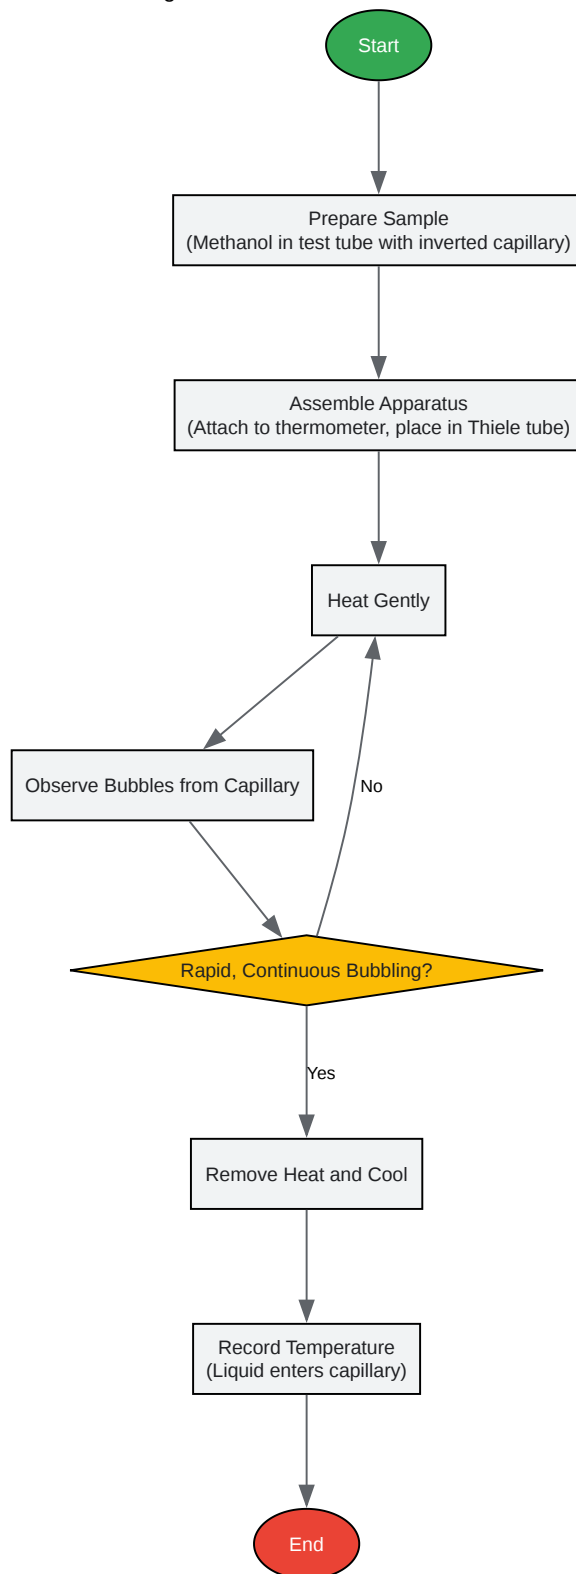 Start
Prepare Sample
(Methanol in test tube with inverted capillary)
Assemble Apparatus
(Attach to thermometer, place in Thiele tube)
Heat Gently
Observe Bubbles from Capillary
No
Rapid, Continuous Bubbling?
Yes
Remove Heat and Cool
Record Temperature
(Liquid enters capillary)
End